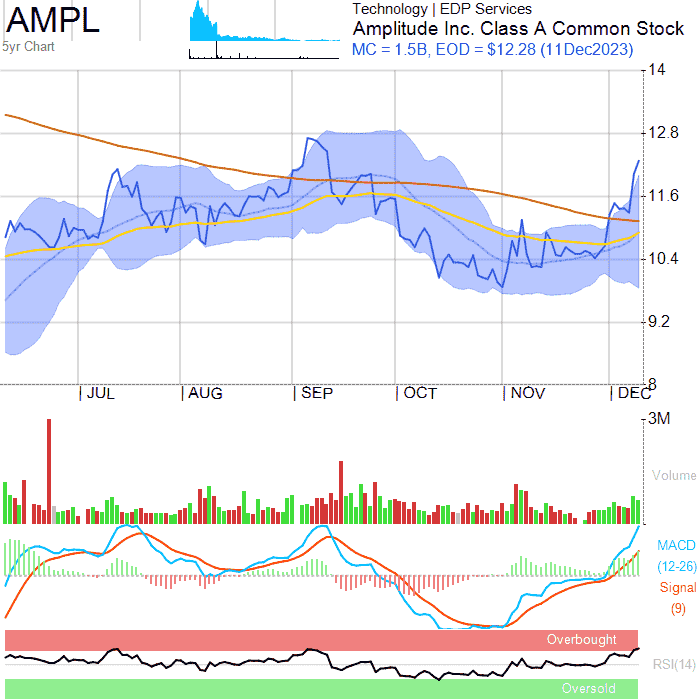 AMPL
5yr Chart
Technology | EDP Services
Amplitude Inc. Class A Common Stock
MC = 1.5B, EOD = $12.28 (11Dec2023)
14
12.8
11.6
10.4
9.2
8
JUL AUG SEP OCT NOV DEC
3M
Volume
MACD
(12-26)
Signal
(9)
Overbought
RSI(14)
Oversold